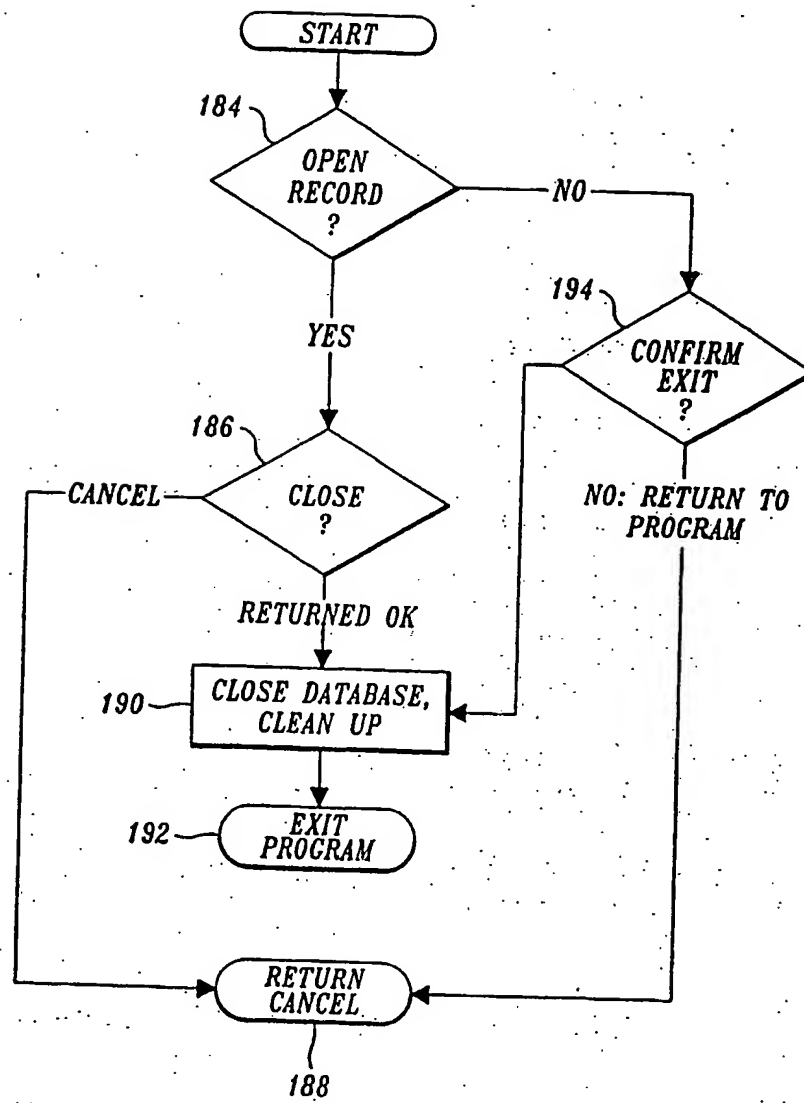 START
184
OPEN
RECORD
?
NO
194
CONFIRM
EXIT
?
YES
186
CANCEL
CLOSE
?
NO: RETURN TO
PROGRAM
RETURNED OK
190
CLOSE DATABASE,
CLEAN UP
192
EXIT
PROGRAM
RETURN
CANCEL
188